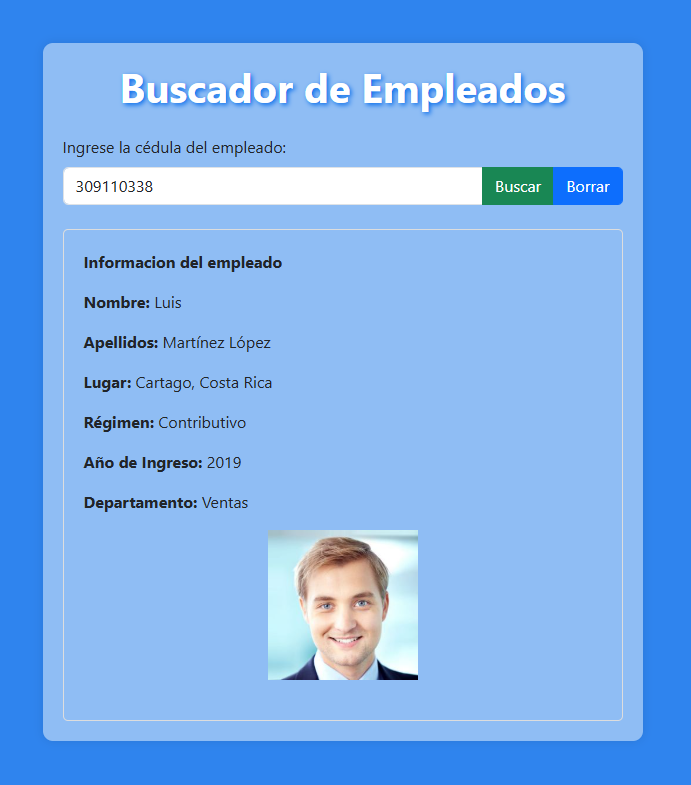 Buscador de Empleados
Ingrese la cédula del empleado:
309110338 Buscar Borrar
Informacion del empleado
Nombre: Luis
Apellidos: Martínez López
Lugar: Cartago, Costa Rica
Régimen: Contributivo
Año de Ingreso: 2019
Departamento: Ventas